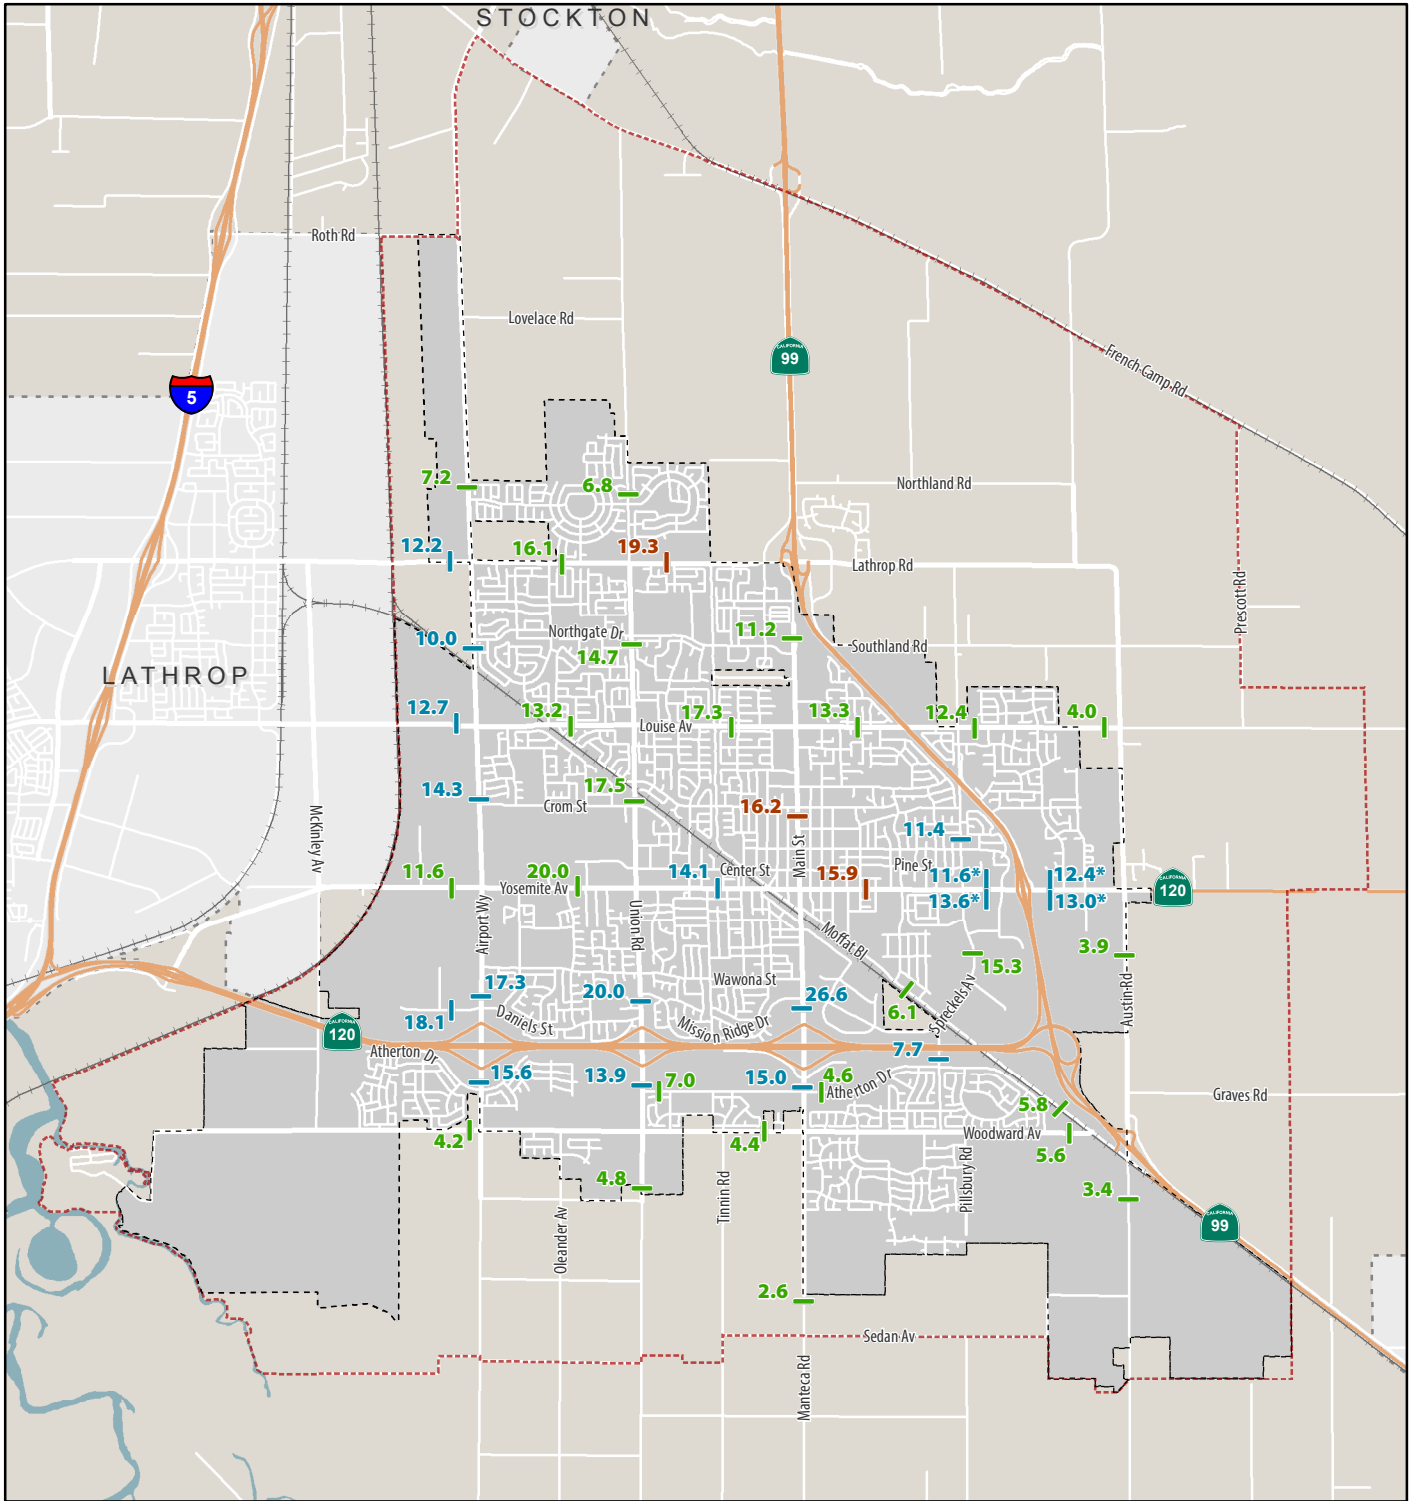 STOCKTON
Roth Rd
Lovelace Rd
CALIFORNIA
99
French Camp Rd
5
7.2
6.8
Northland Rd
12.2
16.1
19.3
Lathrop Rd
Prescott Rd
10.0
Northgate Dr
14.7
11.2
Southland Rd
LATHROP
12.7
13.2
Louise Av
17.3
13.3
12.4
4.0
14.3
Crom St
17.5
16.2
Main St
11.4
McKinley Av
11.6
20.0
Yosemite Av
14.1
Center St
15.9
Pine St
11.6*
13.6*
12.4*
13.0*
CALIFORNIA
120
Airport Wy
Union Rd
Moffat Bl
15.3
3.9
Wawona St
17.3
20.0
26.6
6.1
Spreckels Av
Austin Rd
18.1
Daniels St
Mission Ridge Dr
CALIFORNIA
120
Atherton Dr
7.7
15.6
13.9
7.0
15.0
4.6
Atherton Dr
5.8
Graves Rd
4.2
4.4
Woodward Av
5.6
4.8
Tinnin Rd
Pillsbury Rd
3.4
Oleander Av
CALIFORNIA
99
2.6
Sedan Av
Manteca Rd